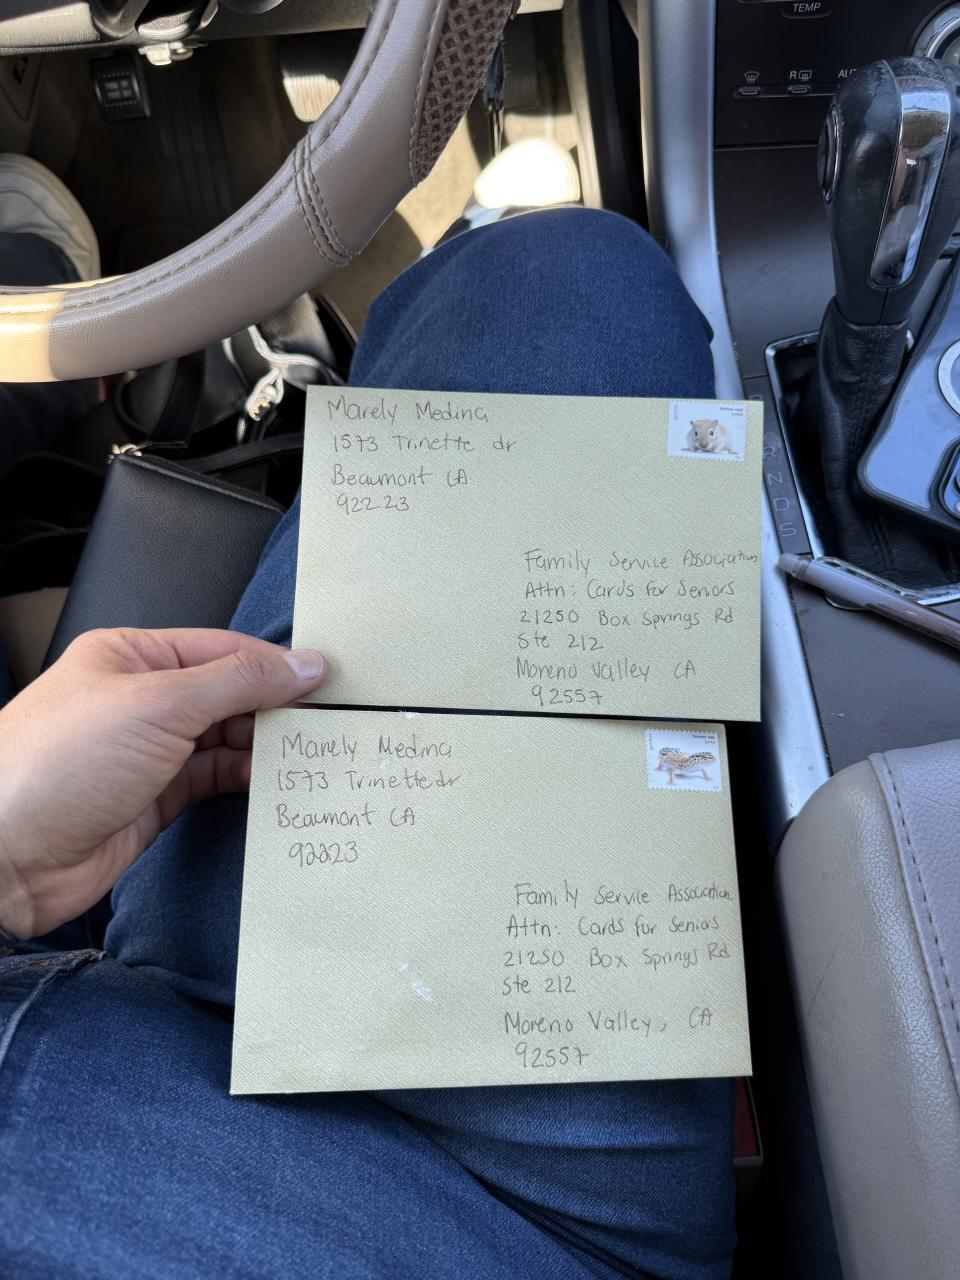 TEMP
R
AUT
R
N
D
S
Marely Medina
1573 Trinette dr
Beaumont CA
92223
Family Service Association
Attn: Cards for Seniors
21250 Box Springs Rd
Ste 212
Moreno Valley CA
92557
Marely Medina
1573 Trinette dr
Beaumont CA
92223
Family Service Association
Attn: Cards for Seniors
21250 Box Springs Rd
Ste 212
Moreno Valley, CA
92557